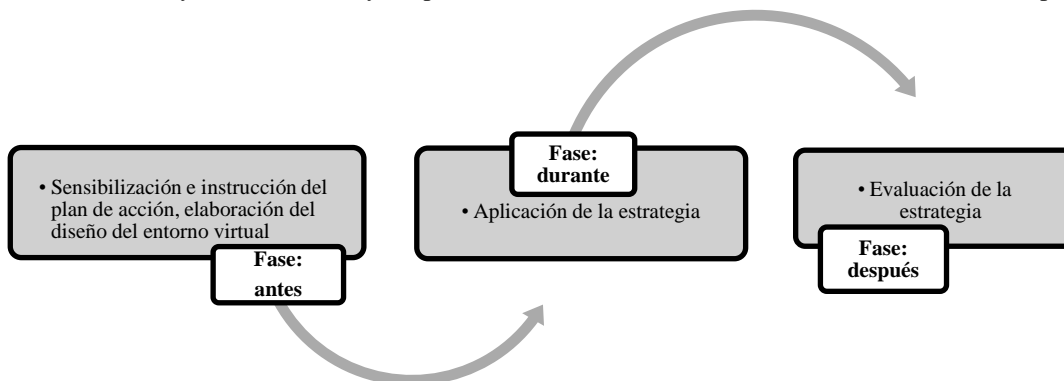 • Sensibilización e instrucción del
plan de acción, elaboración del
diseño del entorno virtual
Fase:
antes
Fase:
durante
• Aplicación de la estrategia
• Evaluación de la
estrategia
Fase:
después